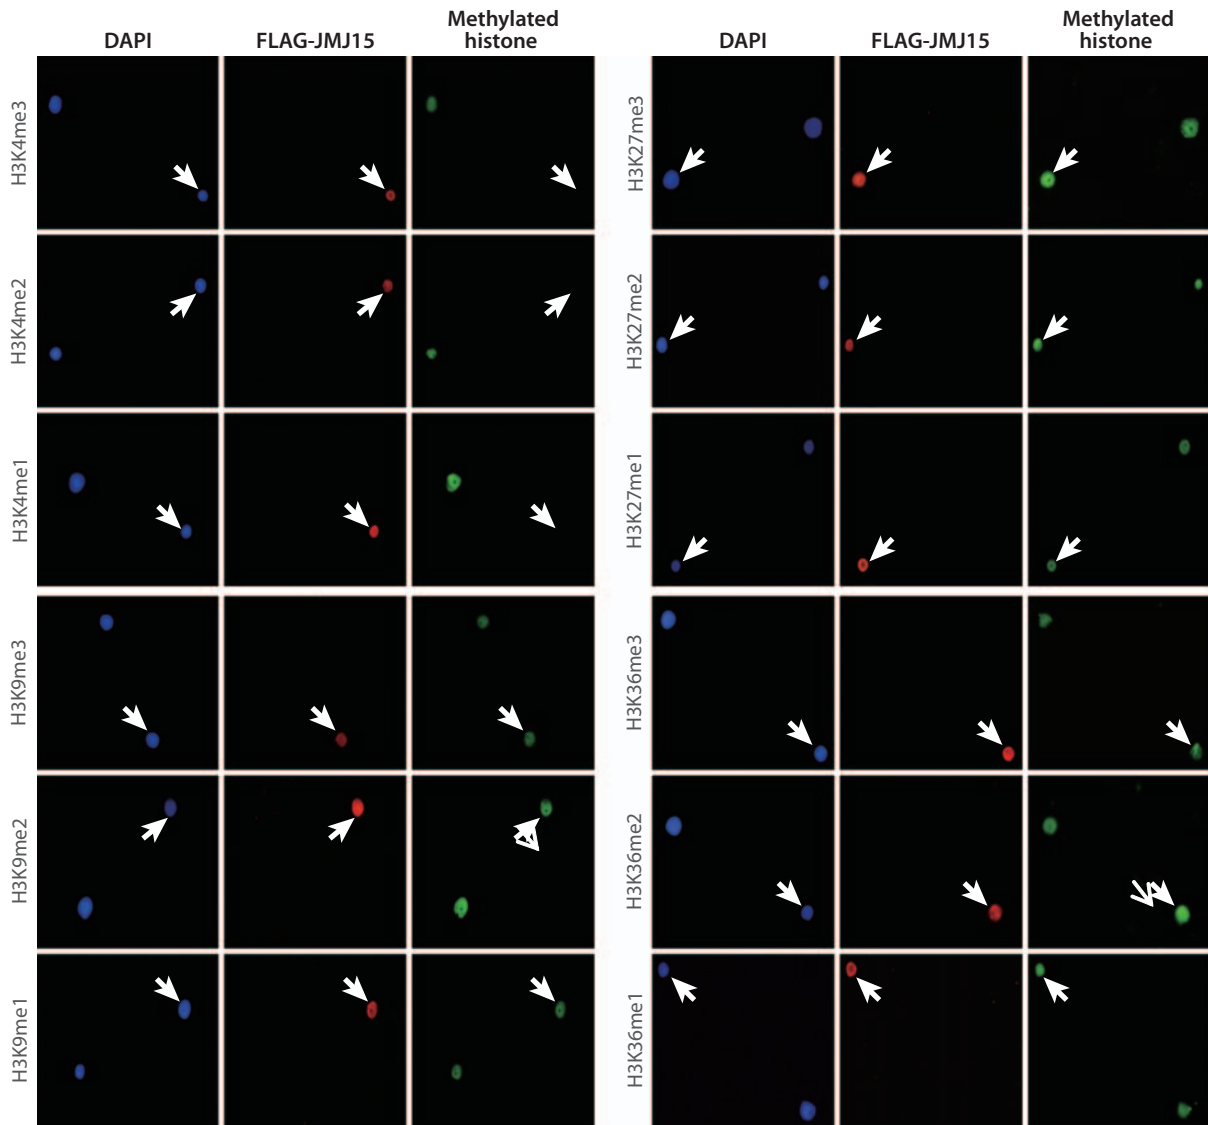 DAPI
FLAG-JMJ15
Methylated
histone
DAPI
FLAG-JMJ15
Methylated
histone
H3K4me3
H3K27me3
H3K4me2
H3K27me2
H3K4me1
H3K27me1
H3K9me3
H3K36me3
H3K9me2
H3K36me2
H3K9me1
H3K36me1